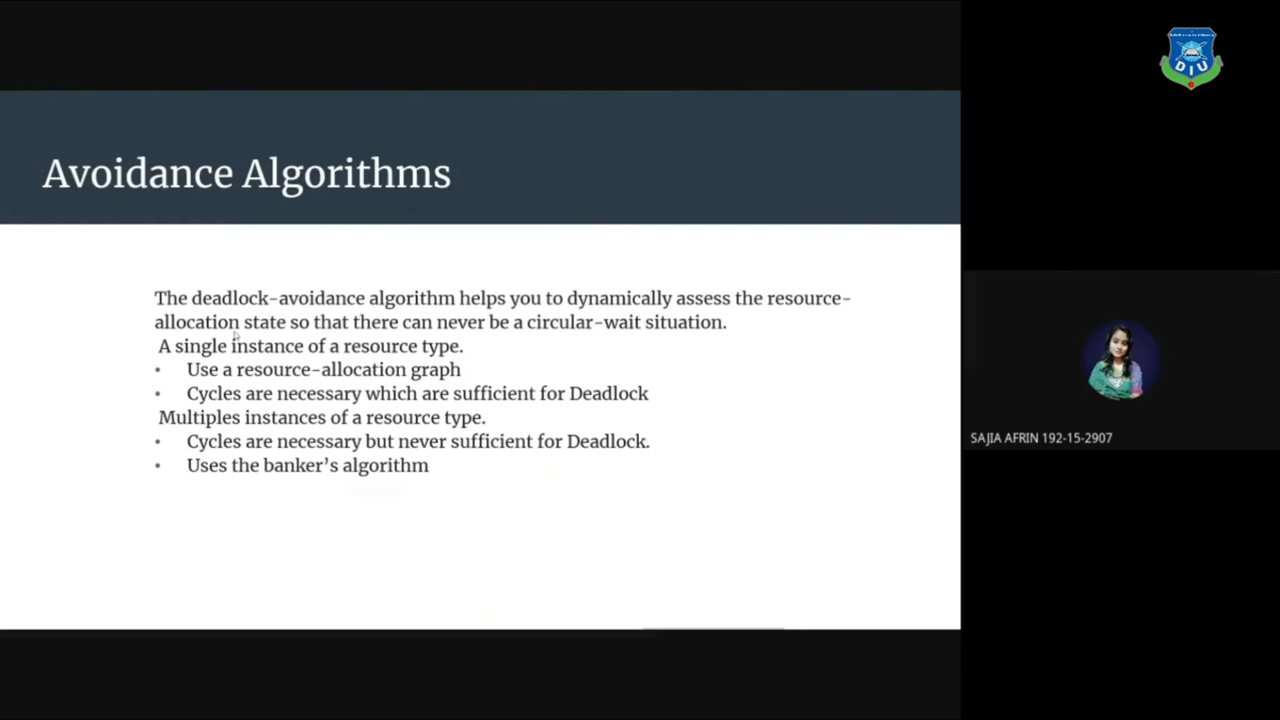 DIU
Avoidance Algorithms
The deadlock-avoidance algorithm helps you to dynamically assess the resource-
allocation state so that there can never be a circular-wait situation.
A single instance of a resource type.
• Use a resource-allocation graph
• Cycles are necessary which are sufficient for Deadlock
Multiples instances of a resource type.
• Cycles are necessary but never sufficient for Deadlock.
• Uses the banker’s algorithm
SAJIA AFRIN 192-15-2907